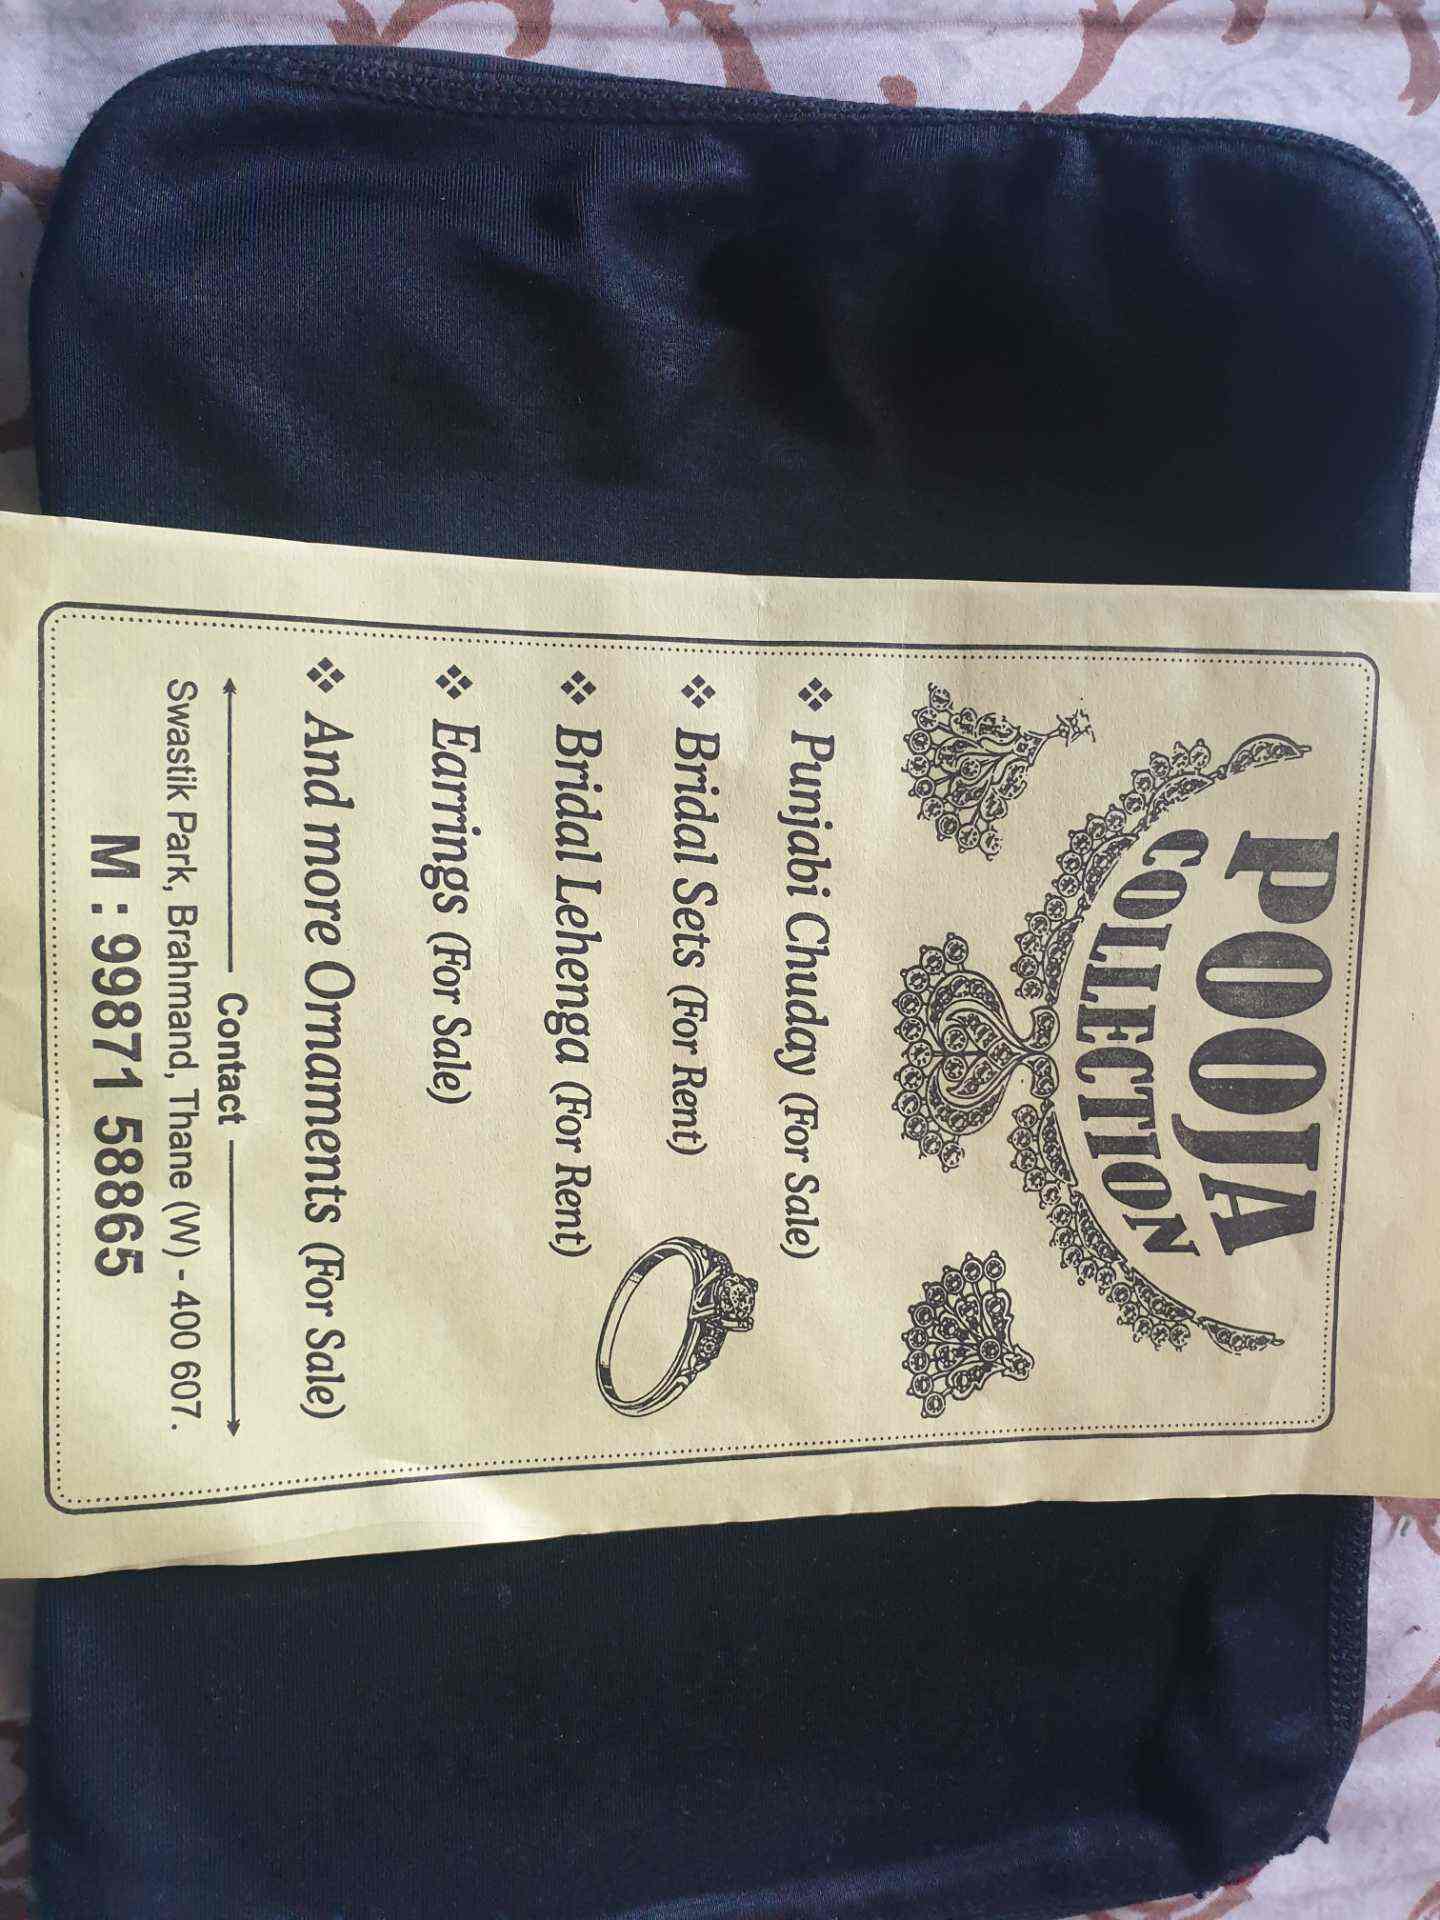 POOJA
COLLECTION
❖ Punjabi Chuday (For Sale)
❖ Bridal Sets (For Rent)
❖ Bridal Lehenga (For Rent)
❖ Earrings (For Sale)
❖ And more Ornaments (For Sale)
Contact
Swastik Park, Brahmand, Thane (W) - 400 607.
M : 99871 58865